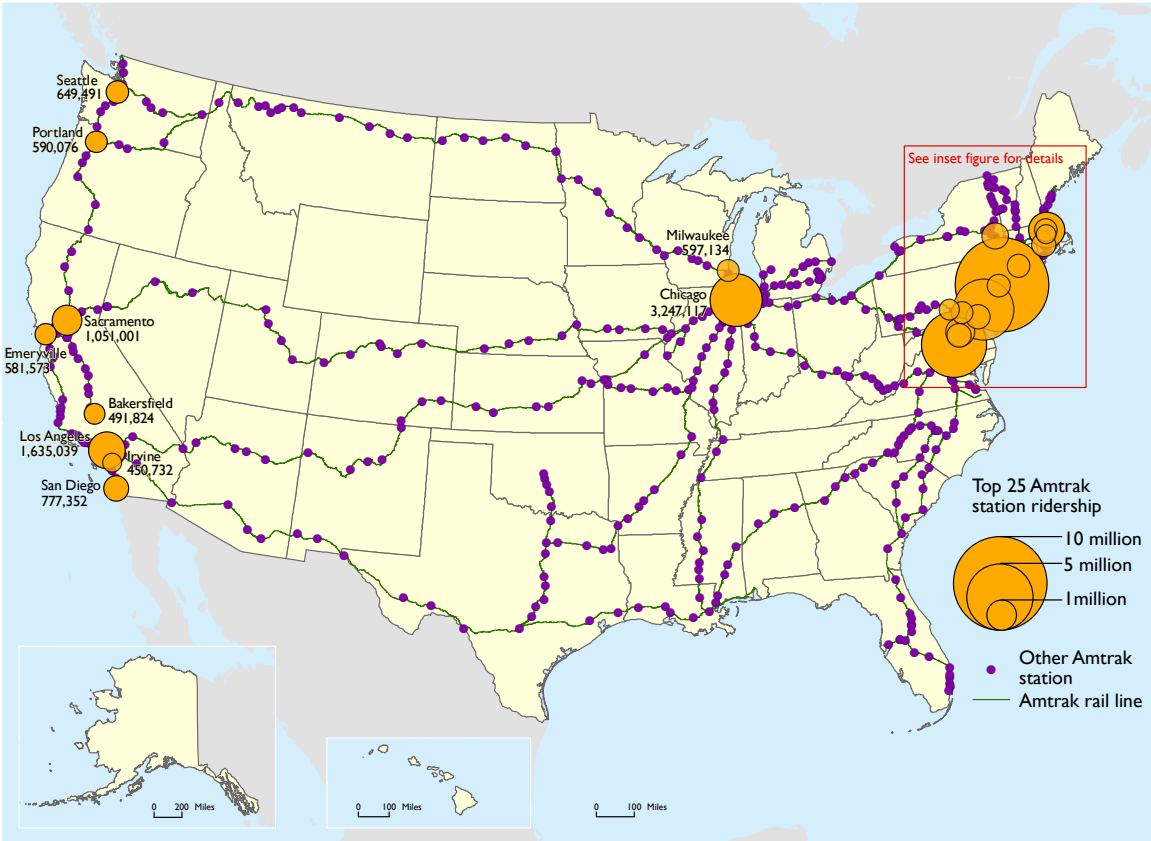 Seattle
649,491
Portland
590,076
See inset figure for details
Milwaukee
597,134
Chicago
3,247,117
Sacramento
1,051,001
Emeryville
581,573
Bakersfield
491,824
Los Angeles
1,635,039
Irvine
450,732
San Diego
777,352
Top 25 Amtrak
station ridership
10 million
5 million
1million
Other Amtrak
station
Amtrak rail line
0 200 Miles
0 100 Miles
0 100 Miles